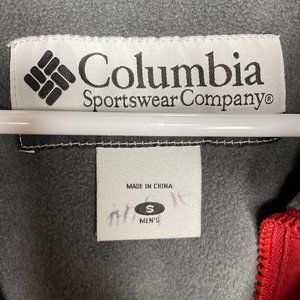 Columbia
Sportswear Company®
MADE IN CHINA
S
MEN'S